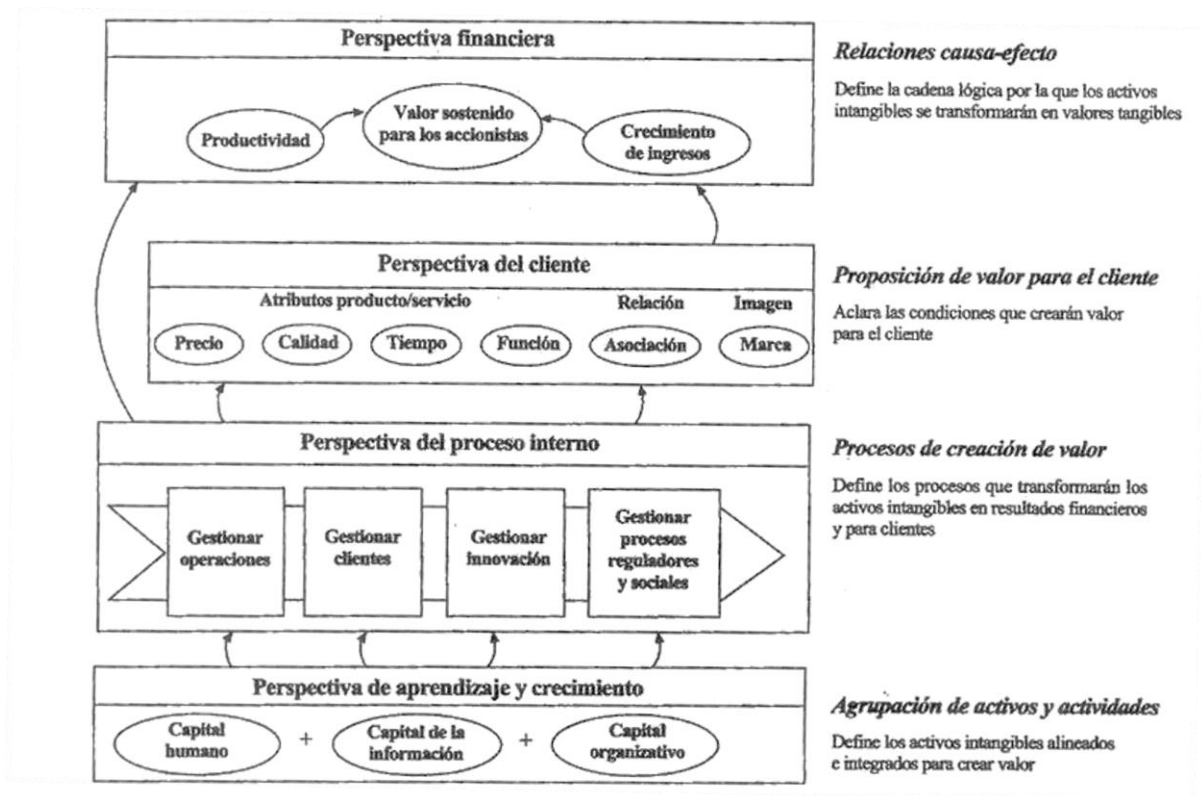 Perspectiva financiera
Productividad
Valor sostenido
para los accionistas
Crecimiento
de ingresos
Relaciones causa-efecto
Define la cadena lógica por la que los activos
intangibles se transformarán en valores tangibles
Perspectiva del cliente
Atributos producto/servicio
Relación
Imagen
Precio
Calidad
Tiempo
Función
Asociación
Marca
Proposición de valor para el cliente
Aclara las condiciones que crearán valor
para el cliente
Perspectiva del proceso interno
Gestionar
operaciones
Gestionar
clientes
Gestionar
innovación
Gestionar
procesos
reguladores
y sociales
Procesos de creación de valor
Define los procesos que transformarán los
activos intangibles en resultados financieros
y para clientes
Perspectiva de aprendizaje y crecimiento
Capital
humano
+
Capital de la
información
+
Capital
organizativo
Agrupación de activos y actividades
Define los activos intangibles alineados
e integrados para crear valor